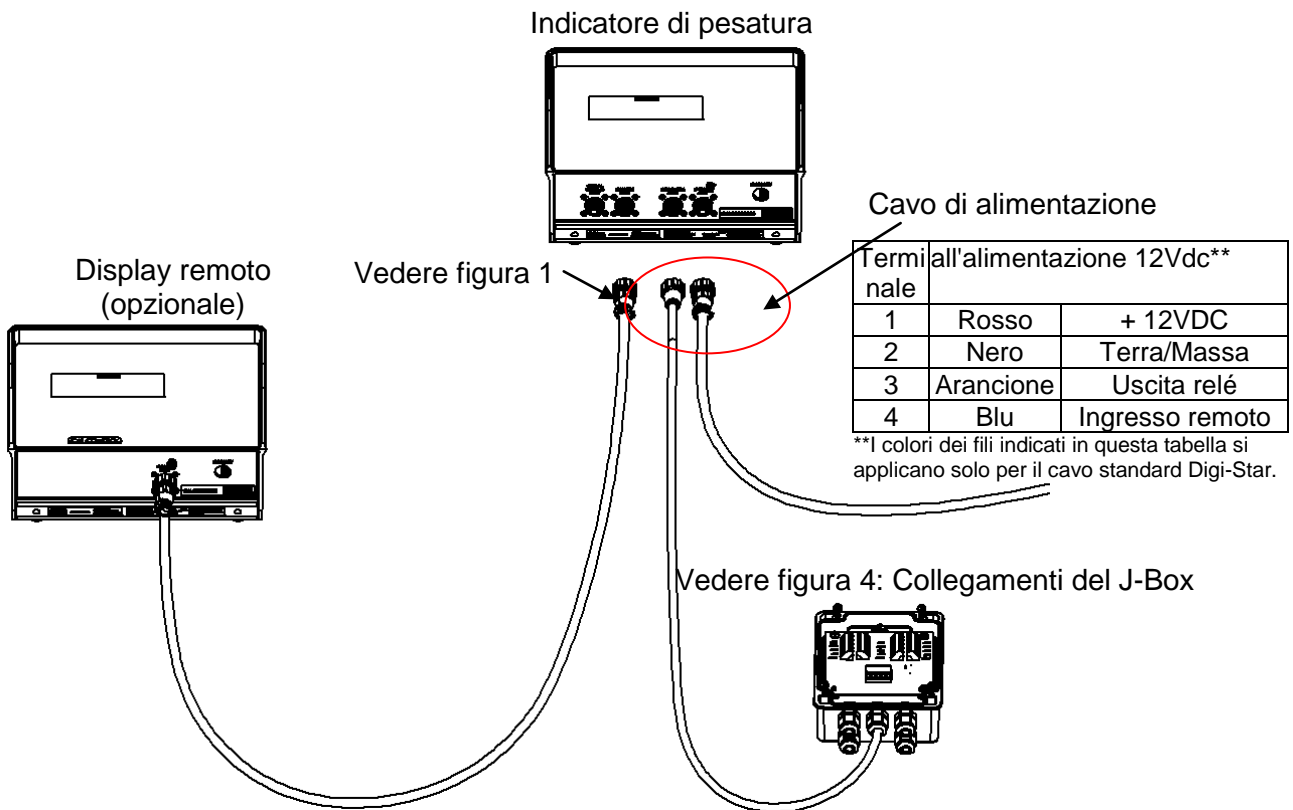 Indicatore di pesatura
Cavo di alimentazione
Display remoto
(opzionale)
Vedere figura 1
Termi
nale
all'alimentazione 12Vdc**
1 Rosso + 12VDC
2 Nero Terra/Massa
3 Arancione Uscita relé
4 Blu Ingresso remoto
**I colori dei fili indicati in questa tabella si
applicano solo per il cavo standard Digi-Star.
Vedere figura 4: Collegamenti del J-Box